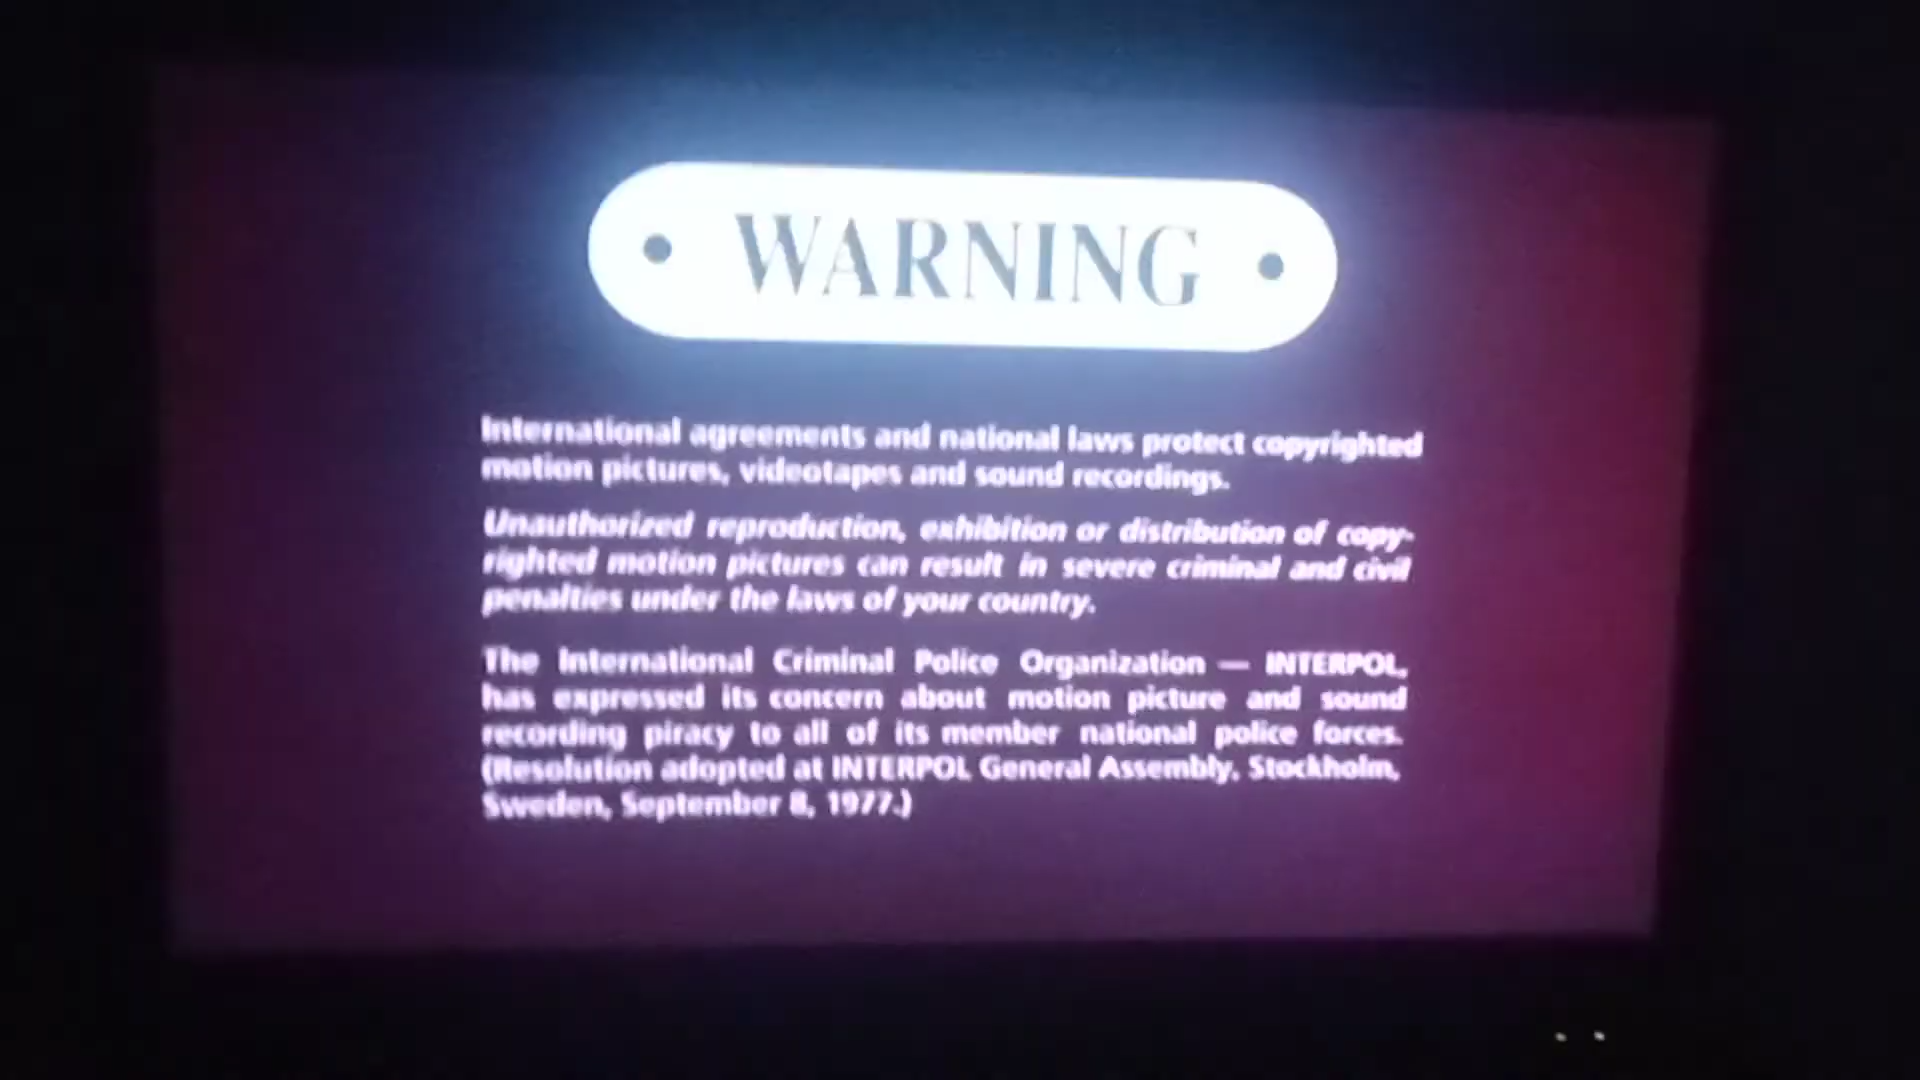 WARNING
International agreements and national laws protect copyrighted
motion pictures, videotapes and sound recordings.
Unauthorized reproduction, exhibition or distribution of copy-
righted motion pictures can result in severe criminal and civil
penalties under the laws of your country.
The International Criminal Police Organization — INTERPOL,
has expressed its concern about motion picture and sound
recording piracy to all of its member national police forces.
(Resolution adopted at INTERPOL General Assembly, Stockholm,
Sweden, September 8, 1977.)